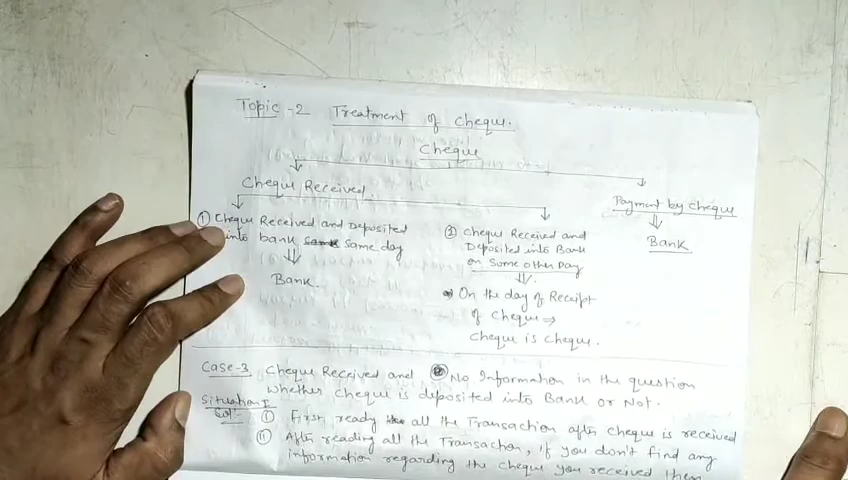 Topic -2 Treatment of cheque.
Cheque
Cheque Received
Payment by cheque
Bank
① Cheque Received and Deposited
into bank same day
Bank.
② Cheque Received and
Deposited into Bank
on Some other Day
On the day of Receipt
of cheque ⇒
Cheque is cheque.
Case-3 Cheque Received and No Information in the question
whether cheque is deposited into Bank or Not.
Situation I
Sol:- ① First ready all the Transaction after cheque is received
② After reading all the Transaction, if you don't find any
information regarding the cheque you received then